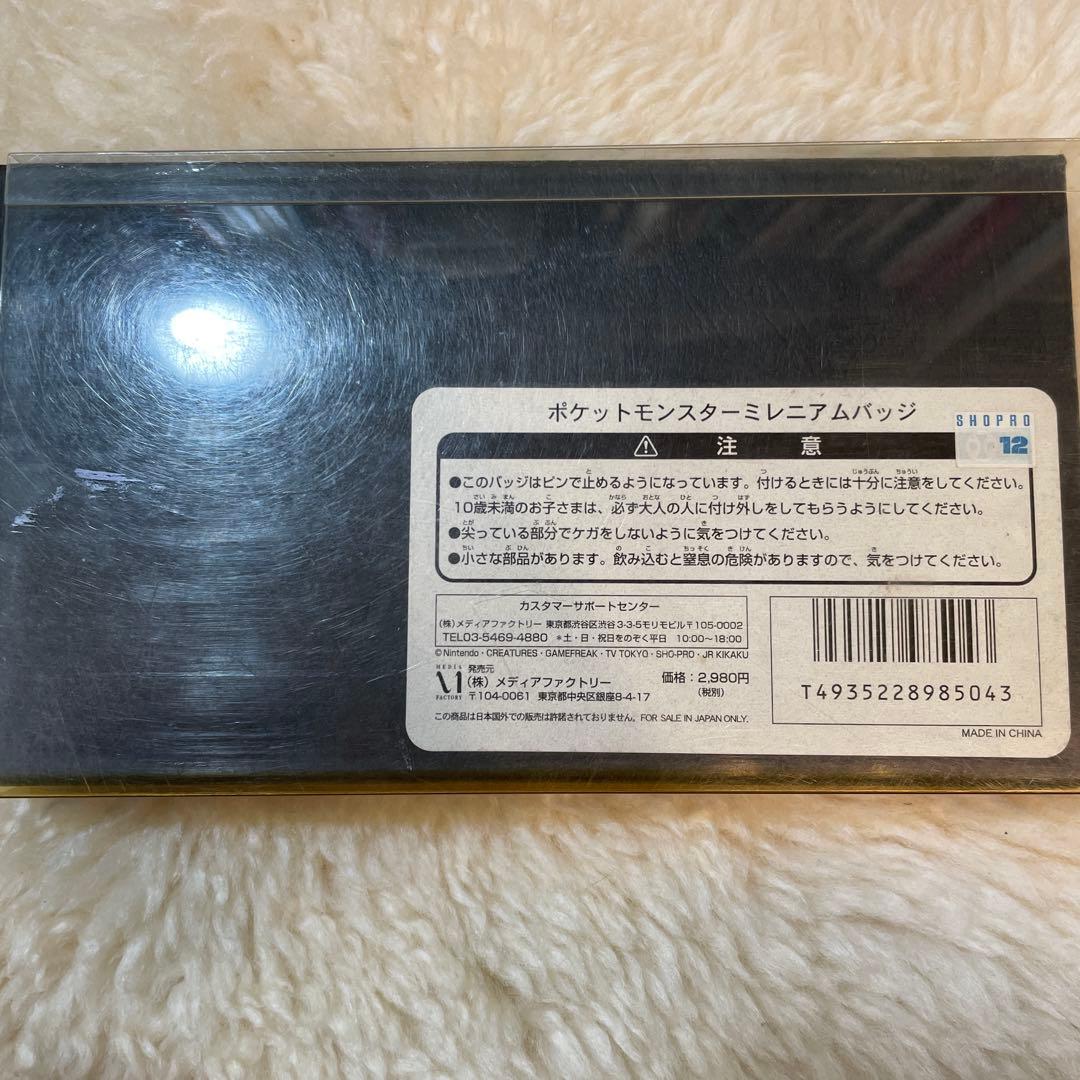 ポケットモンスターミレニアムバッジ
SHOPRO
12
⚠ 注意
●このバッジはピンで止めるようになっています。付けるときには十分に注意をしてください。
10歳未満のお子さまは、必ず大人の人に付け外しをしてもらうようにしてください。
●尖っている部分でケガをしないように気をつけてください。
●小さな部品があります。飲み込むと窒息の危険がありますので、気をつけてください。
カスタマーサポートセンター
(株)メディアファクトリー 東京都渋谷区渋谷3-3-5モリモビル〒105-0002
TEL03-5469-4880 *土・日・祝日をのぞく平日 10:00~18:00
©Nintendo・CREATURES・GAMEFREAK・TV TOKYO・SHO-PRO・JR KIKAKU
MEDIA FACTORY
発売元
(株)メディアファクトリー
〒104-0061 東京都中央区銀座8-4-17
価格:2,980円
(税別)
この商品は日本国外での販売は許諾されておりません。FOR SALE IN JAPAN ONLY.
T4935228985043
MADE IN CHINA